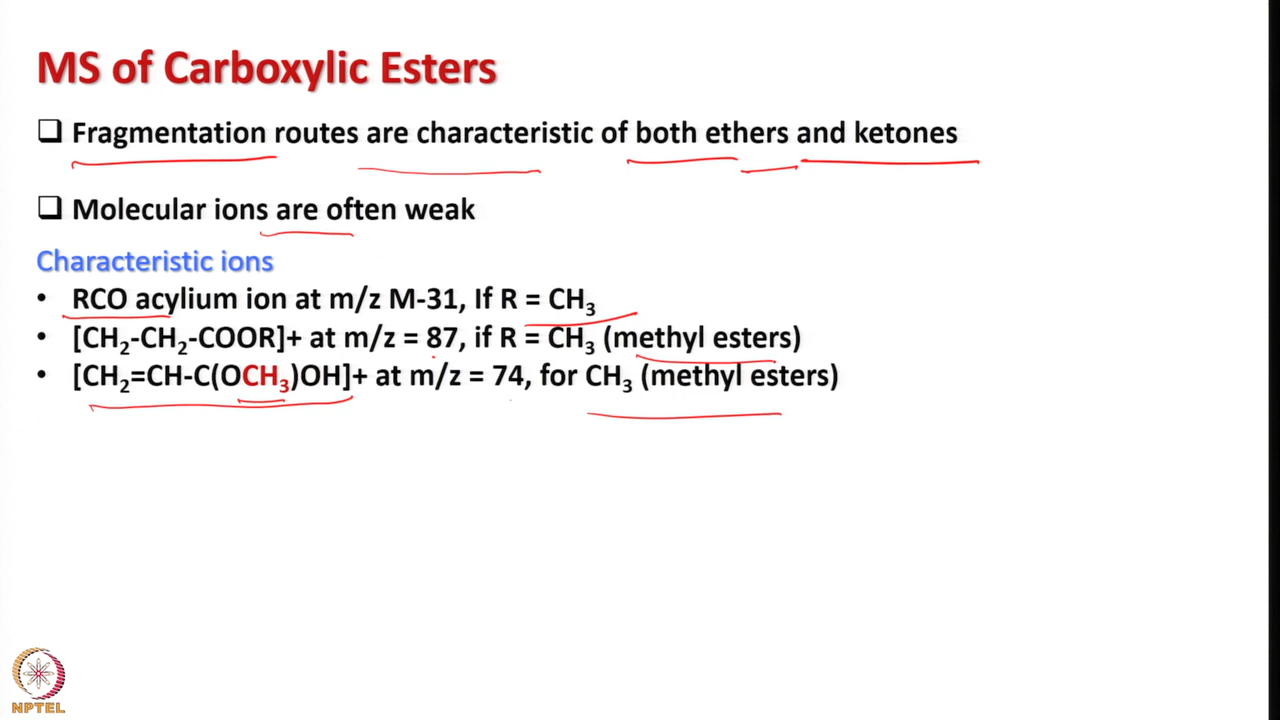 MS of Carboxylic Esters
❑ Fragmentation routes are characteristic of both ethers and ketones
❑ Molecular ions are often weak
Characteristic ions
• RCO acylium ion at m/z M-31, If R = CH₃
• [CH₂-CH₂-COOR]+ at m/z = 87, if R = CH₃ (methyl esters)
• [CH₂=CH-C(OCH₃)OH]+ at m/z = 74, for CH₃ (methyl esters)
NPTEL